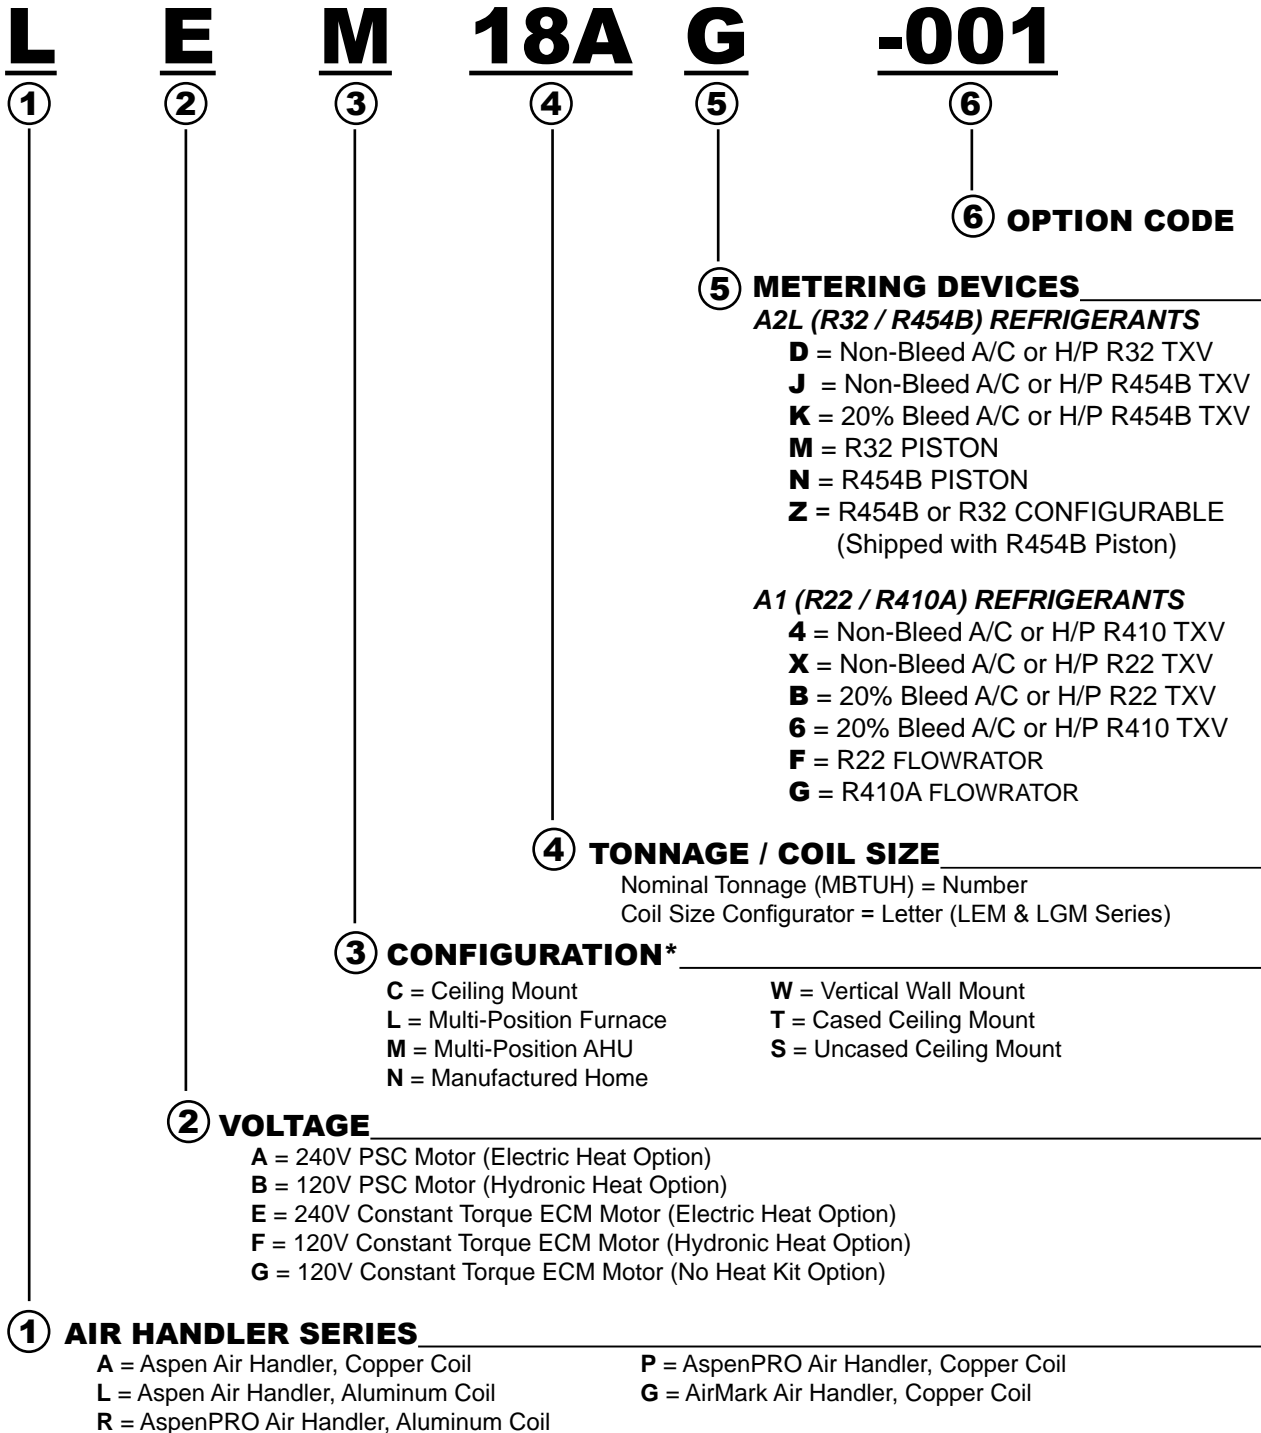 L E M 18A G -001
1 2 3 4 5 6
6 OPTION CODE
5 METERING DEVICES
A2L (R32 / R454B) REFRIGERANTS
D = Non-Bleed A/C or H/P R32 TXV
J = Non-Bleed A/C or H/P R454B TXV
K = 20% Bleed A/C or H/P R454B TXV
M = R32 PISTON
N = R454B PISTON
Z = R454B or R32 CONFIGURABLE
(Shipped with R454B Piston)
A1 (R22 / R410A) REFRIGERANTS
4 = Non-Bleed A/C or H/P R410 TXV
X = Non-Bleed A/C or H/P R22 TXV
B = 20% Bleed A/C or H/P R22 TXV
6 = 20% Bleed A/C or H/P R410 TXV
F = R22 FLOWRATOR
G = R410A FLOWRATOR
4 TONNAGE / COIL SIZE
Nominal Tonnage (MBTUH) = Number
Coil Size Configurator = Letter (LEM & LGM Series)
3 CONFIGURATION*
C = Ceiling Mount
L = Multi-Position Furnace
M = Multi-Position AHU
N = Manufactured Home
W = Vertical Wall Mount
T = Cased Ceiling Mount
S = Uncased Ceiling Mount
2 VOLTAGE
A = 240V PSC Motor (Electric Heat Option)
B = 120V PSC Motor (Hydronic Heat Option)
E = 240V Constant Torque ECM Motor (Electric Heat Option)
F = 120V Constant Torque ECM Motor (Hydronic Heat Option)
G = 120V Constant Torque ECM Motor (No Heat Kit Option)
1 AIR HANDLER SERIES
A = Aspen Air Handler, Copper Coil
L = Aspen Air Handler, Aluminum Coil
R = AspenPRO Air Handler, Aluminum Coil
P = AspenPRO Air Handler, Copper Coil
G = AirMark Air Handler, Copper Coil